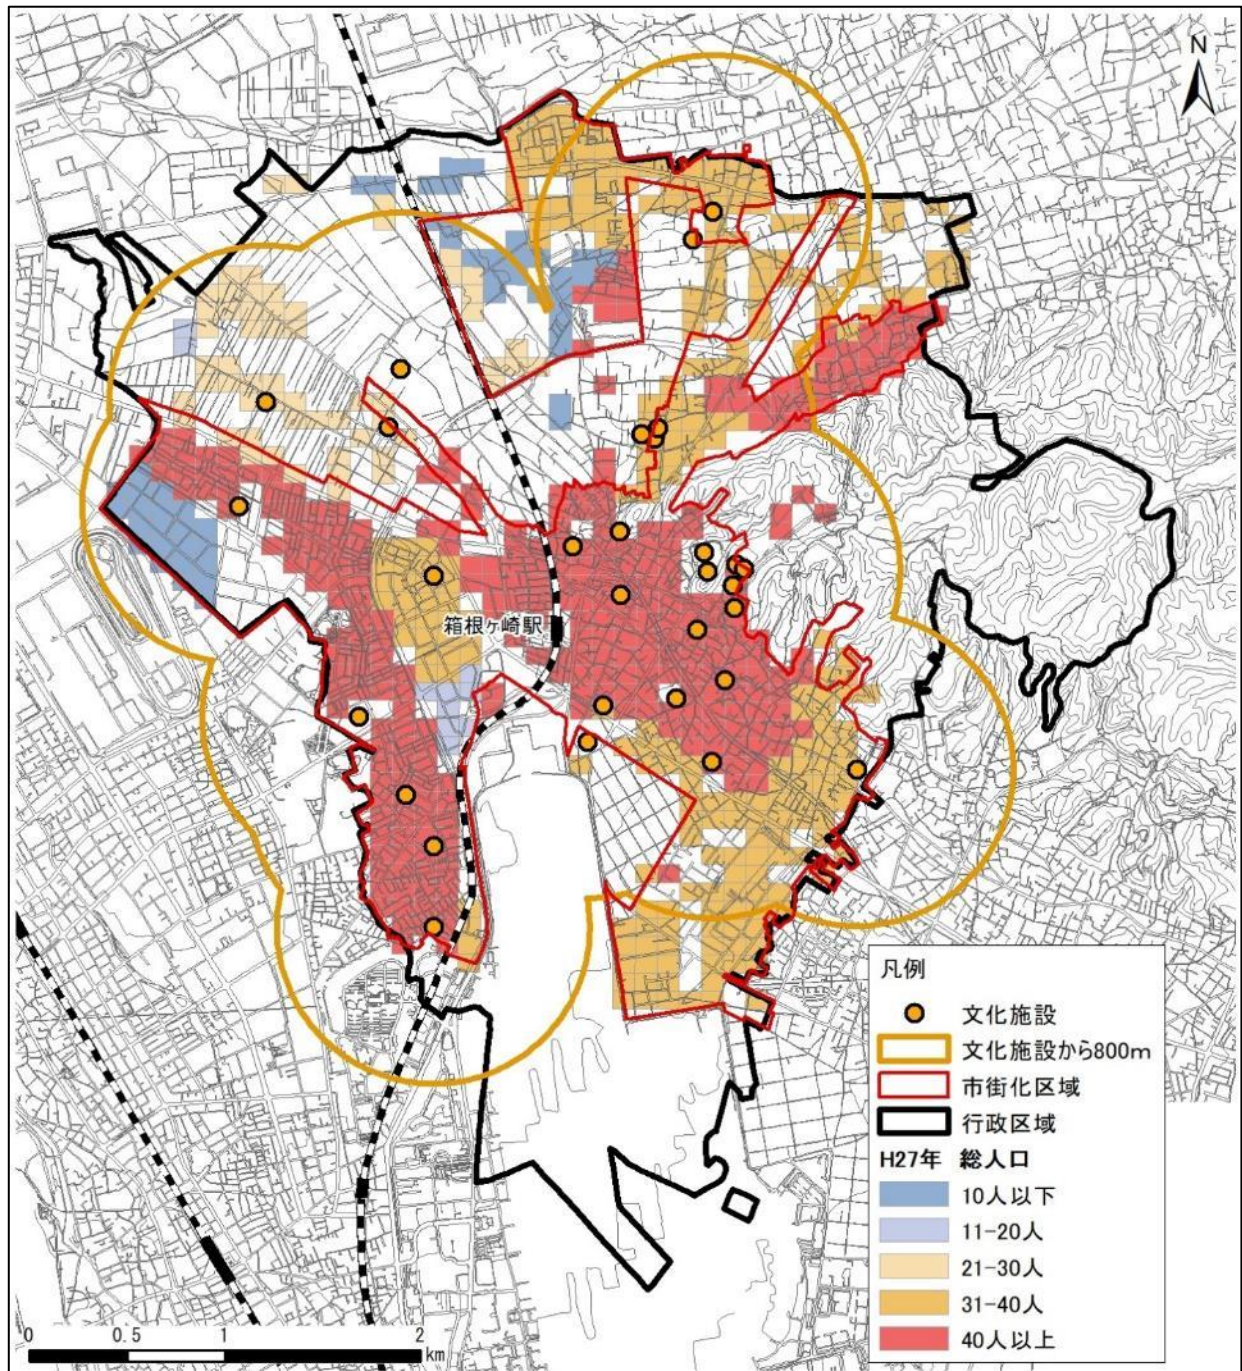 N
箱根ヶ崎駅
凡例
文化施設
文化施設から800m
市街化区域
行政区域
H27年 総人口
10人以下
11-20人
21-30人
31-40人
40人以上
0 0.5 1 2
km